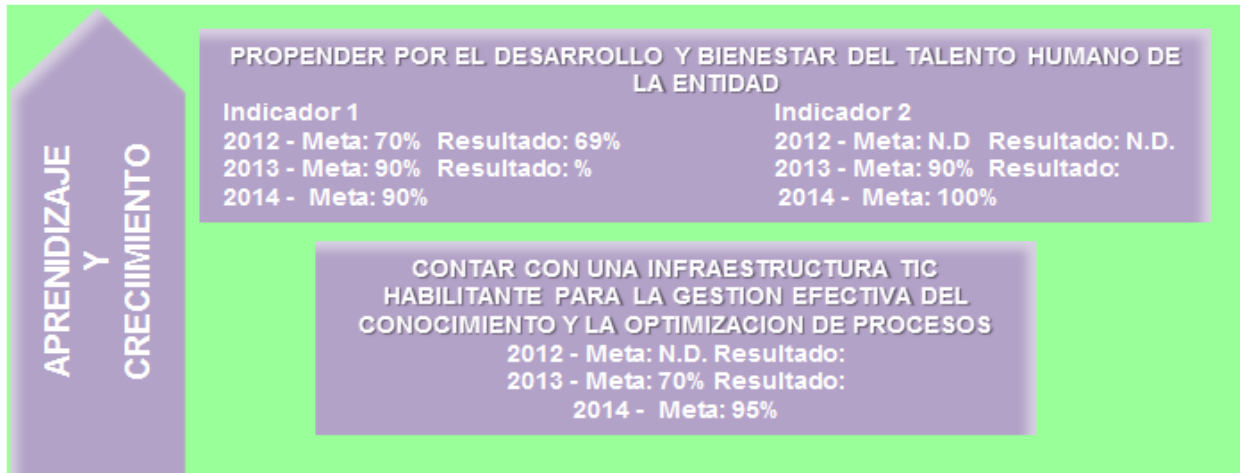 APRENIDIZAJE
Y
CRECIIMIENTO
PROPENDER POR EL DESARROLLO Y BIENESTAR DEL TALENTO HUMANO DE
LA ENTIDAD
Indicador 1
2012 - Meta: 70% Resultado: 69%
2013 - Meta: 90% Resultado: %
2014 - Meta: 90%
Indicador 2
2012 - Meta: N.D Resultado: N.D.
2013 - Meta: 90% Resultado:
2014 - Meta: 100%
CONTAR CON UNA INFRAESTRUCTURA TIC
HABILITANTE PARA LA GESTION EFECTIVA DEL
CONOCIMIENTO Y LA OPTIMIZACION DE PROCESOS
2012 - Meta: N.D. Resultado:
2013 - Meta: 70% Resultado:
2014 - Meta: 95%